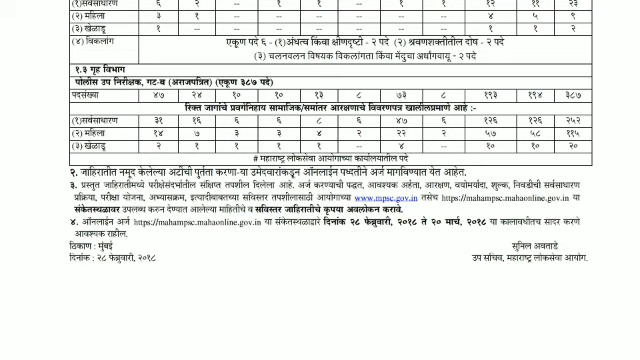 (१) सर्वसाधारण ६ २ -- १ १ -- १ १ १२ ११ २३
(२) महिला ३ १ -- -- -- -- -- -- ४ ५ ९
(३) खेळाडू १ -- -- -- -- -- -- -- १ १ २
(४) विकलांग एकूण पदे ६ - (१) अंधत्व किंवा क्षीणदृष्टी - २ पदे (२) श्रवणशक्तीतील दोष - २ पदे
(३) चलनवलन विषयक विकलांगता किंवा मेंदुचा अर्धांगवायू - २ पदे
१.३ गृह विभाग
पोलीस उप निरीक्षक, गट-ब (अराजपत्रित) (एकूण ३८७ पदे)
पदसंख्या ४७ २४ १० १० १३ ८ ७३ ८ १९३ १९४ ३८७
रिक्त जागांचे प्रवर्गनिहाय सामाजिक/समांतर आरक्षणाचे विवरणपत्र खालीलप्रमाणे आहे :-
(१) सर्वसाधारण ३१ १६ ६ ६ ८ ६ ४७ ६ १२६ १२६ २५२
(२) महिला १४ ७ ३ ३ ४ २ २२ २ ५७ ५८ ११५
(३) खेळाडू २ १ १ १ १ -- ४ -- १० १० २०
# महाराष्ट्र लोकसेवा आयोगाच्या कार्यालयातील पदे
२. जाहिरातीत नमूद केलेल्या अटींची पुर्तता करणा-या उमेदवारांकडून ऑनलाईन पध्दतीने अर्ज मागविण्यात येत आहेत.
३. प्रस्तुत जाहिरातीमध्ये परीक्षेसंदर्भातील संक्षिप्त तपशील दिलेला आहे. अर्ज करण्याची पद्धत, आवश्यक अर्हता, आरक्षण, वयोमर्यादा, शुल्क, निवडीची सर्वसाधारण
प्रक्रिया, परीक्षा योजना, अभ्यासक्रम, इत्यादीबाबतच्या सविस्तर तपशीलासाठी आयोगाच्या www.mpsc.gov.in तसेच https://mahampsc.mahaonline.gov.in या
संकेतस्थळावर उपलब्ध करुन देण्यात आलेल्या माहितीचे व सविस्तर जाहिरातीचे कृपया अवलोकन करावे.
४. ऑनलाईन अर्ज https://mahampsc.mahaonline.gov.in या संकेतस्थळाद्वारे दिनांक २८ फेब्रुवारी, २०१८ ते २० मार्च, २०१८ या कालावधीतच सादर करणे
आवश्यक राहील.
ठिकाण : मुंबई सुनिल अवताडे
दिनांक : २८ फेब्रुवारी, २०१८ उप सचिव, महाराष्ट्र लोकसेवा आयोग.